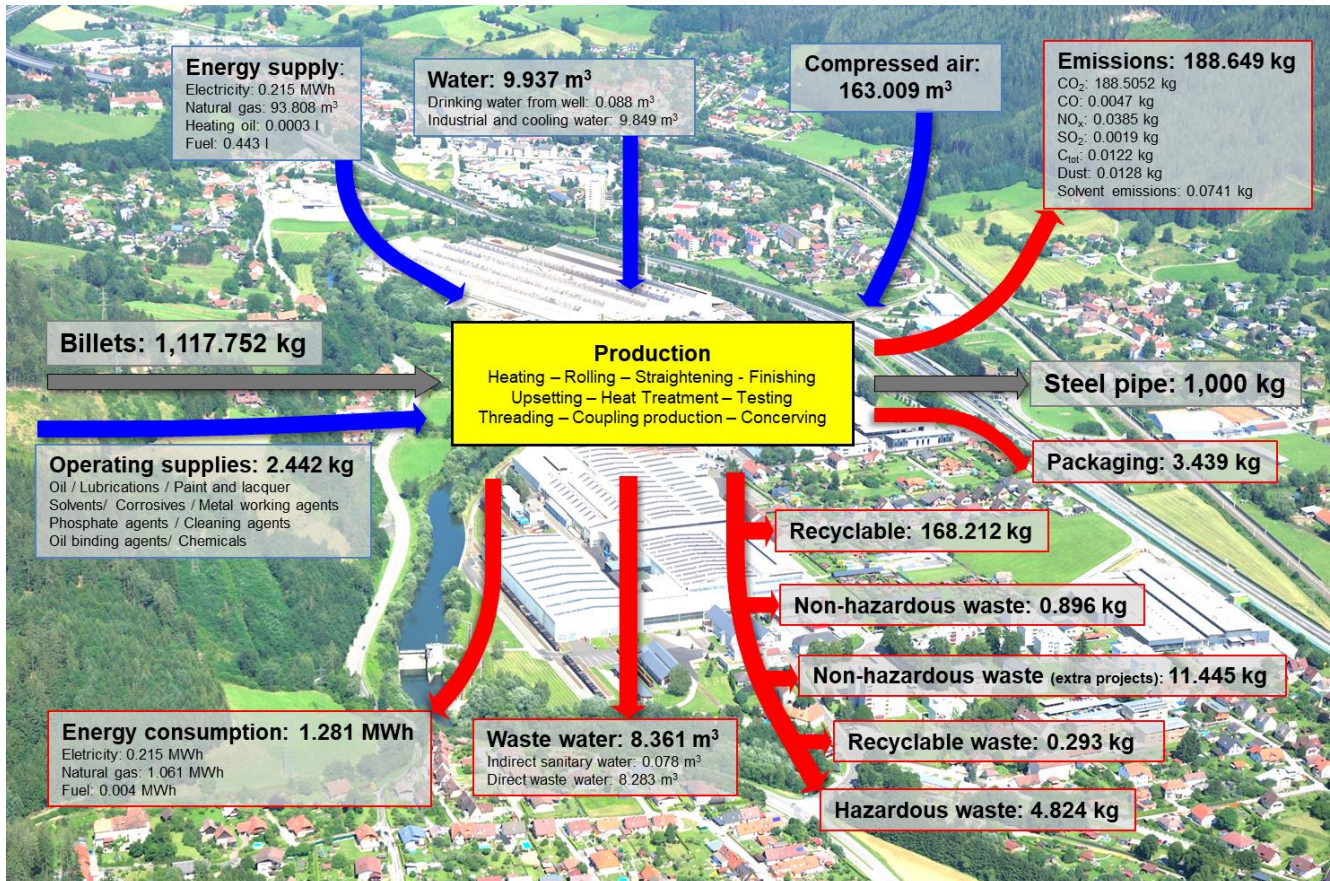 Energy supply:
Electricity: 0.215 MWh
Natural gas: 93.808 m³
Heating oil: 0.0003 l
Fuel: 0.443 l
Water: 9.937 m³
Drinking water from well: 0.088 m³
Industrial and cooling water: 9.849 m³
Compressed air:
163.009 m³
Emissions: 188.649 kg
CO₂: 188.5052 kg
CO: 0.0047 kg
NOₓ: 0.0385 kg
SO₂: 0.0019 kg
Cₜₒₜ: 0.0122 kg
Dust: 0.0128 kg
Solvent emissions: 0.0741 kg
Billets: 1,117.752 kg
Production
Heating – Rolling – Straightening - Finishing
Upsetting – Heat Treatment – Testing
Threading – Coupling production – Concerving
Steel pipe: 1,000 kg
Operating supplies: 2.442 kg
Oil / Lubrications / Paint and lacquer
Solvents/ Corrosives / Metal working agents
Phosphate agents / Cleaning agents
Oil binding agents/ Chemicals
Packaging: 3.439 kg
Recyclable: 168.212 kg
Non-hazardous waste: 0.896 kg
Non-hazardous waste (extra projects): 11.445 kg
Recyclable waste: 0.293 kg
Hazardous waste: 4.824 kg
Energy consumption: 1.281 MWh
Eletricity: 0.215 MWh
Natural gas: 1.061 MWh
Fuel: 0.004 MWh
Waste water: 8.361 m³
Indirect sanitary water: 0.078 m³
Direct waste water: 8.283 m³